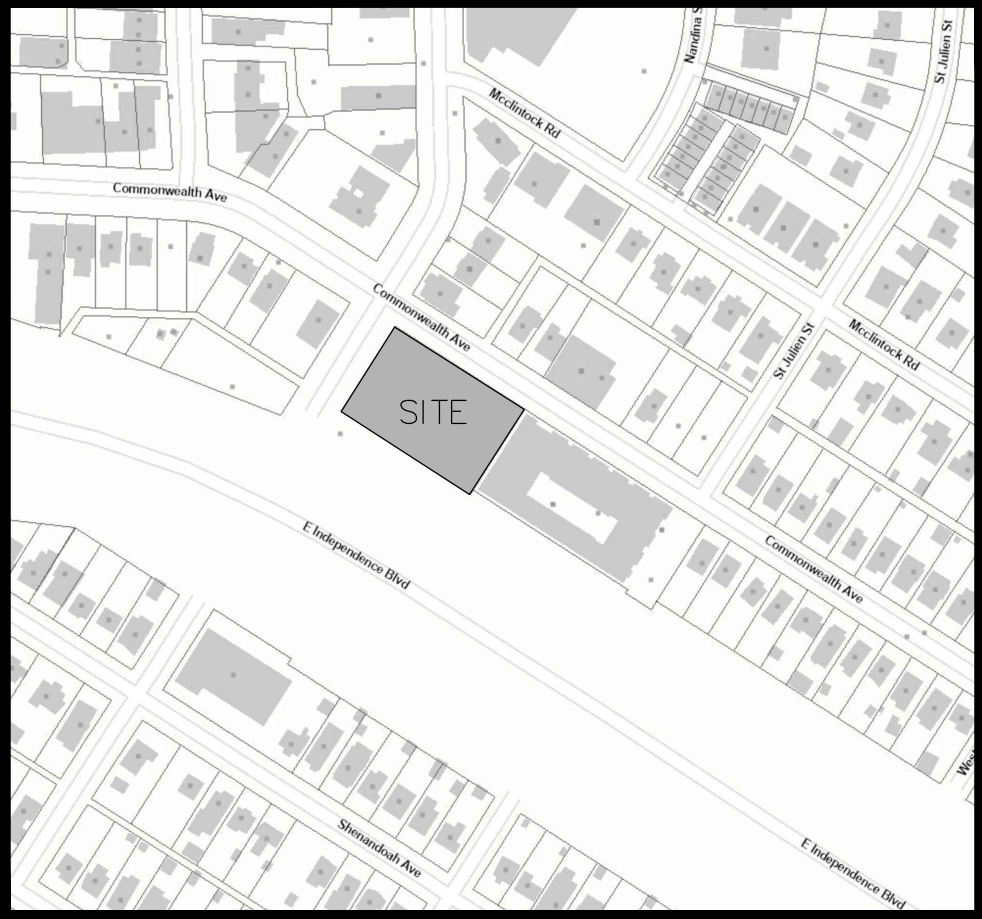 Nandina S
St Julien St
Mcclintock Rd
Commonwealth Ave
Commonwealth Ave
St Julien St
Mcclintock Rd
SITE
E Independence Blvd
Commonwealth Ave
Wes
Shenandoah Ave
E Independence Blvd